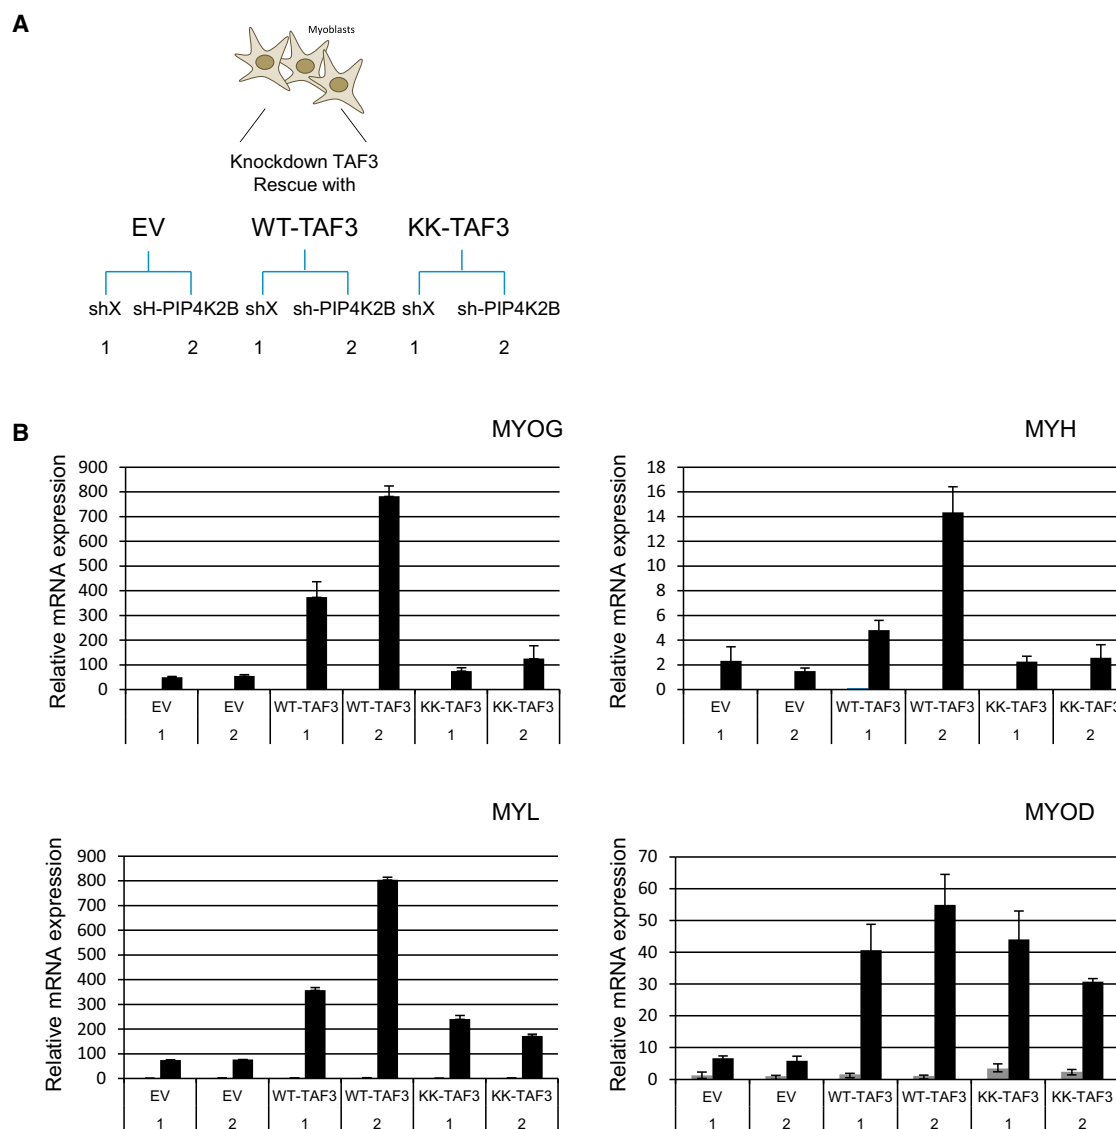 A
Myoblasts
Knockdown TAF3
Rescue with
EV WT-TAF3 KK-TAF3
shX sH-PIP4K2B shX sh-PIP4K2B shX sh-PIP4K2B
1 2 1 2 1 2
B
MYOG
Relative mRNA expression
900
800
700
600
500
400
300
200
100
0
EV EV WT-TAF3 WT-TAF3 KK-TAF3 KK-TAF3
1 2 1 2 1 2
MYH
Relative mRNA expression
18
16
14
12
10
8
6
4
2
0
EV EV WT-TAF3 WT-TAF3 KK-TAF3 KK-TAF3
1 2 1 2 1 2
MYL
Relative mRNA expression
900
800
700
600
500
400
300
200
100
0
EV EV WT-TAF3 WT-TAF3 KK-TAF3 KK-TAF3
1 2 1 2 1 2
MYOD
Relative mRNA expression
70
60
50
40
30
20
10
0
EV EV WT-TAF3 WT-TAF3 KK-TAF3 KK-TAF3
1 2 1 2 1 2